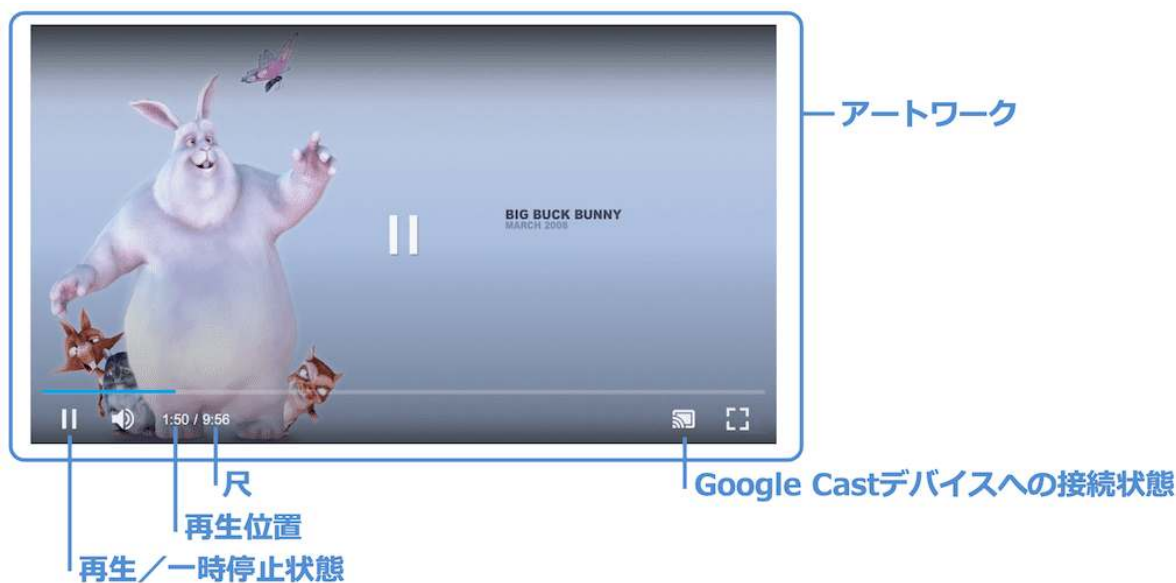 アートワーク
BIG BUCK BUNNY
MARCH 2008
1:50 / 9:56
Google Castデバイスへの接続状態
尺
再生位置
再生／一時停止状態